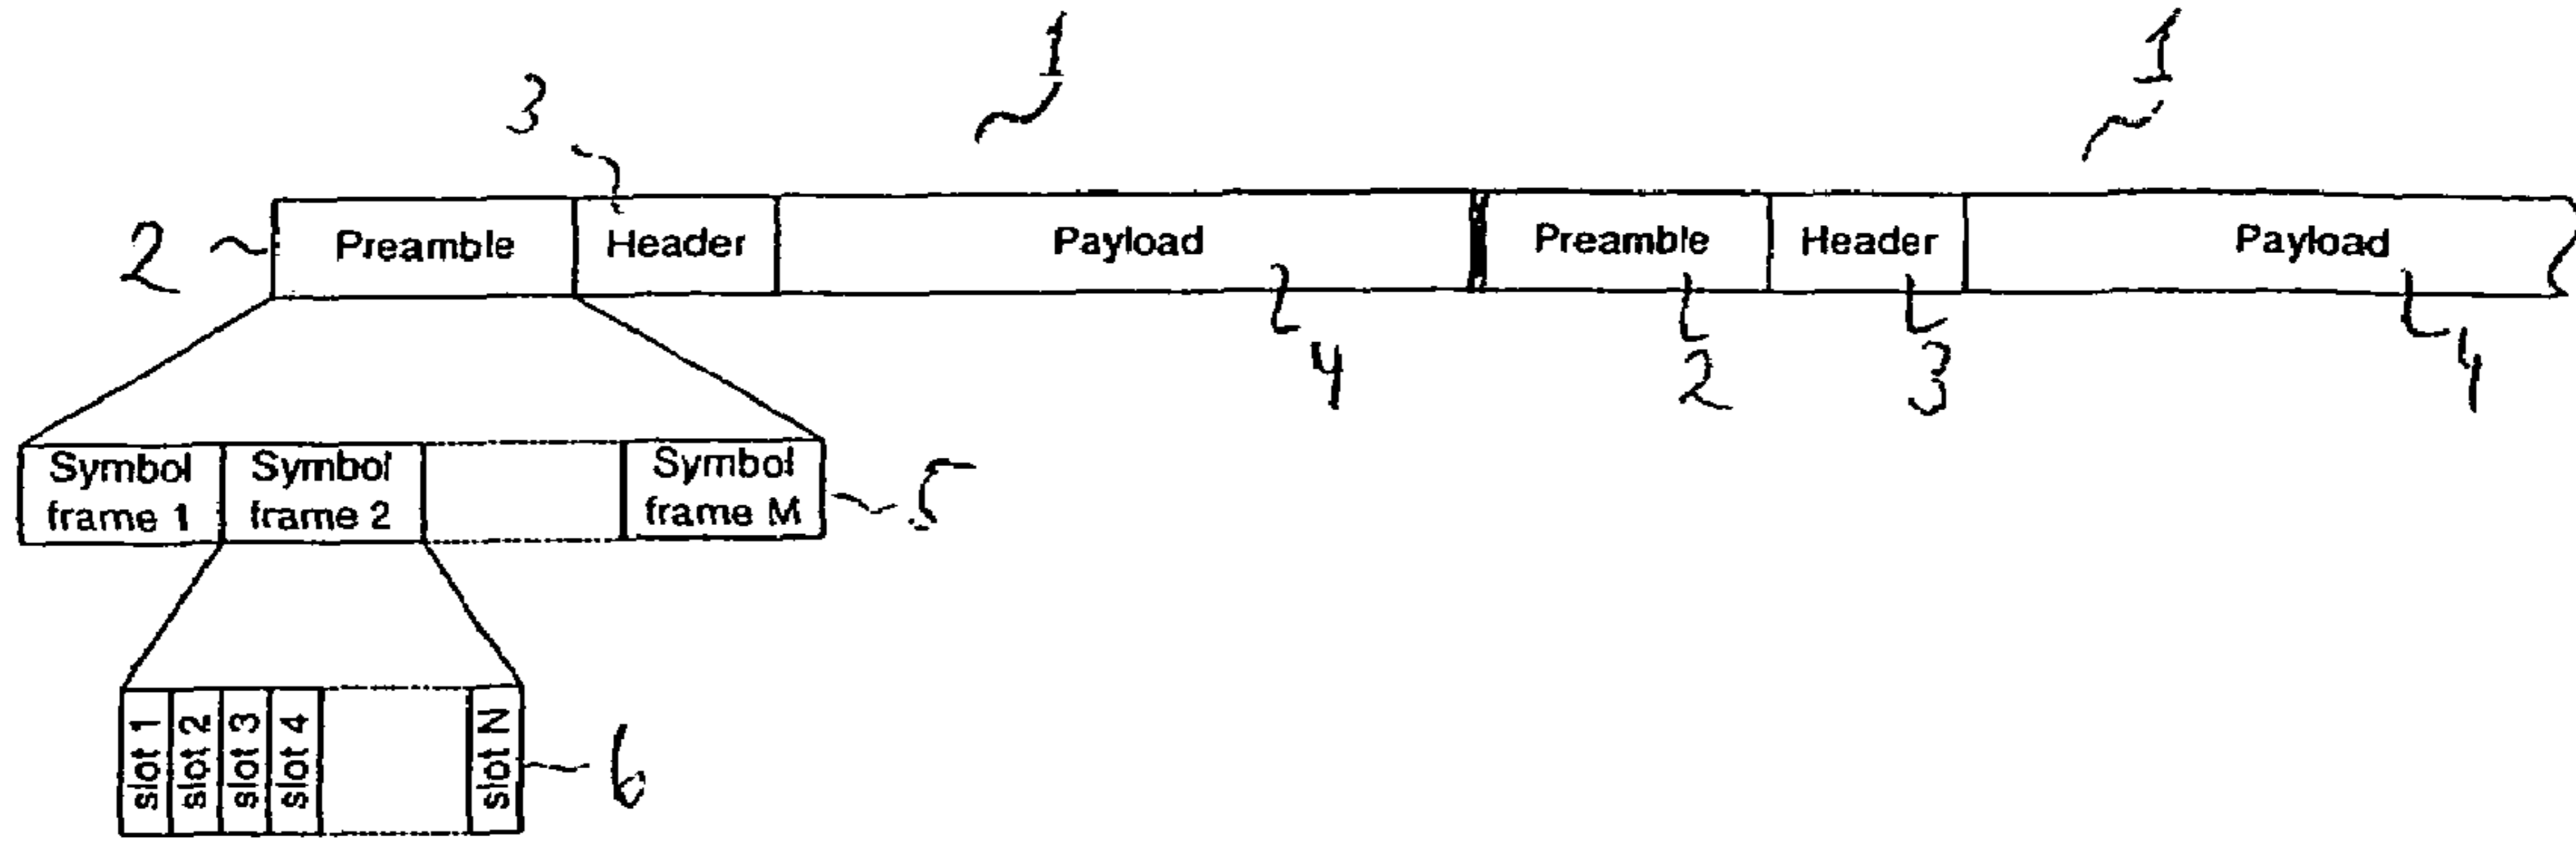 1 1
3
2 Preamble Header Payload Preamble Header Payload
4 2 3 4
Symbol frame 1 Symbol frame 2 Symbol frame M 5
slot 1 slot 2 slot 3 slot 4 slot N 6